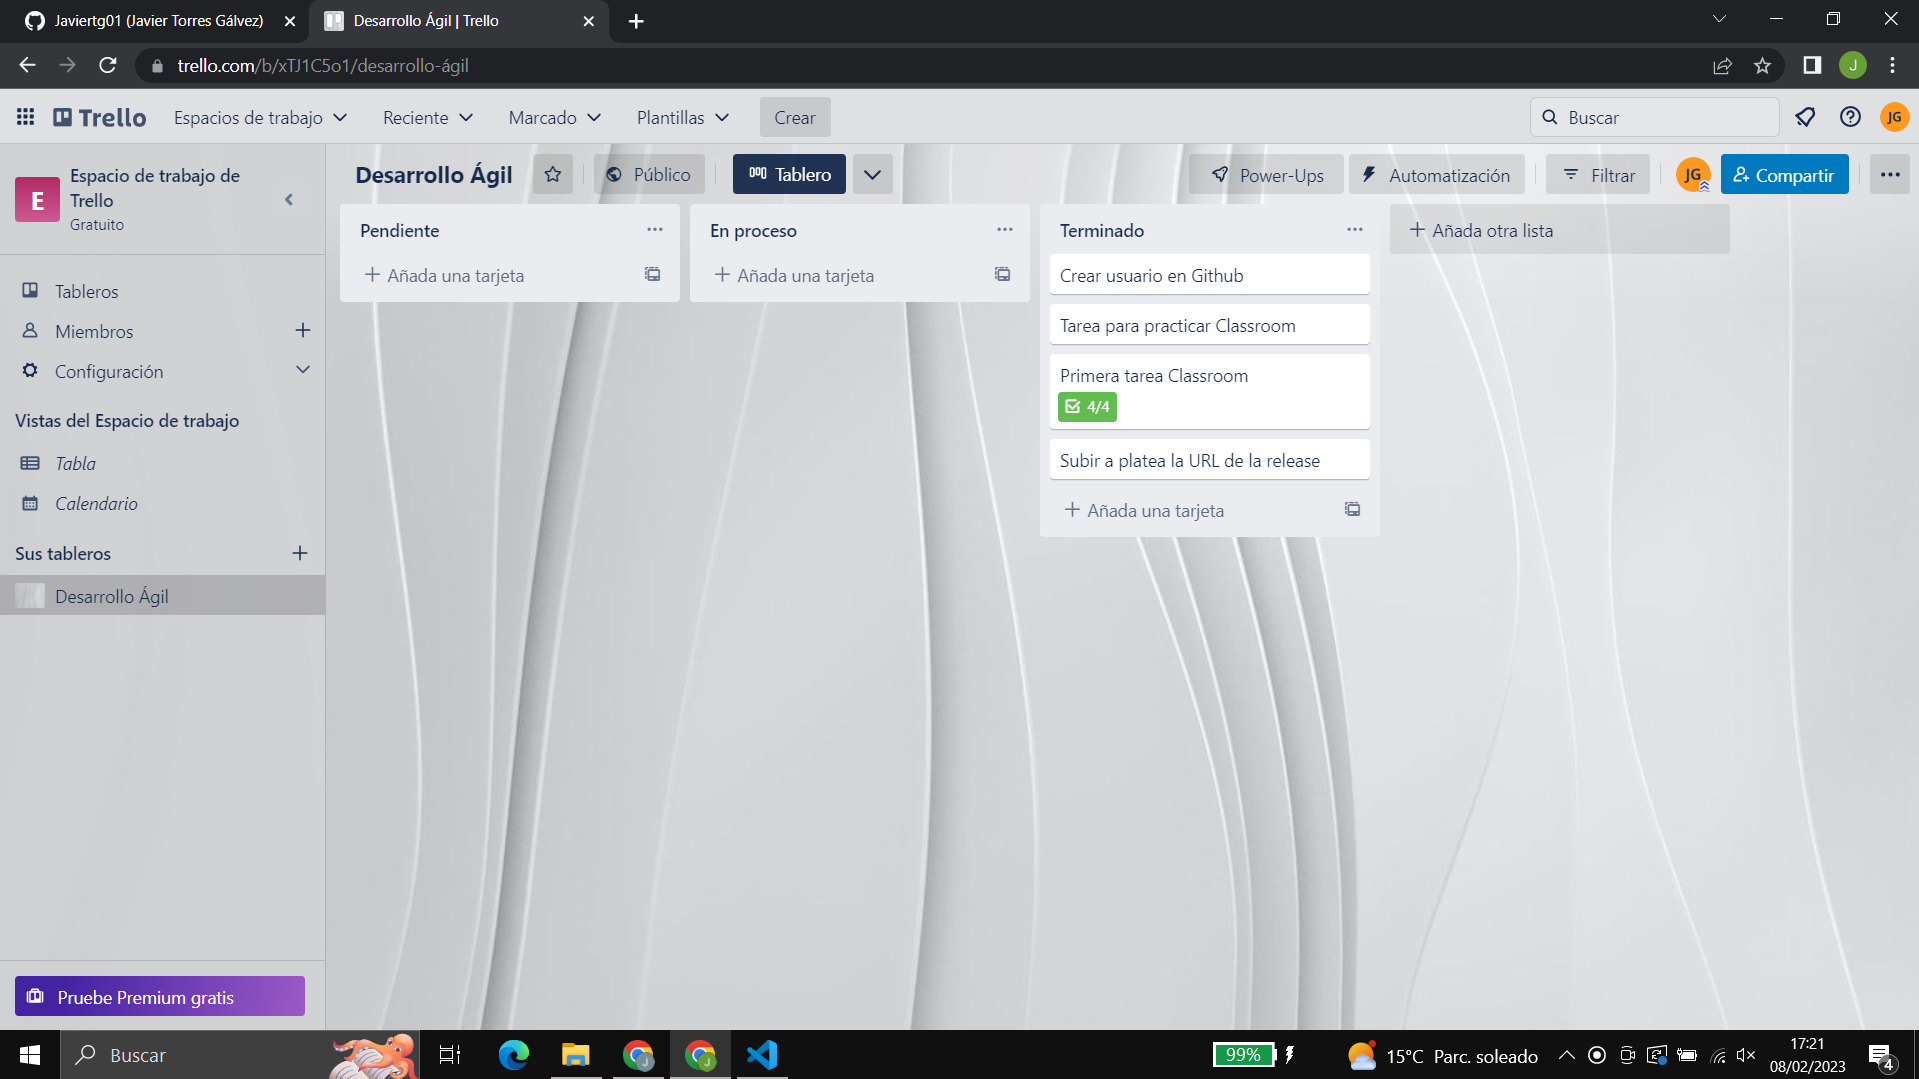 Javiertg01 (Javier Torres Gálvez)
Desarrollo Ágil | Trello
trello.com/b/xTJ1C5o1/desarrollo-ágil
J
Trello
Espacios de trabajo
Reciente
Marcado
Plantillas
Crear
Buscar
JG
E
Espacio de trabajo de
Trello
Gratuito
Desarrollo Ágil
Público
Tablero
Power-Ups
Automatización
Filtrar
JG
Compartir
Tableros
Miembros
Configuración
Vistas del Espacio de trabajo
Tabla
Calendario
Sus tableros
Desarrollo Ágil
Pruebe Premium gratis
Pendiente
Añada una tarjeta
En proceso
Añada una tarjeta
Terminado
Crear usuario en Github
Tarea para practicar Classroom
Primera tarea Classroom
4/4
Subir a platea la URL de la release
Añada una tarjeta
Añada otra lista
Buscar
J
J
99%
15°C Parc. soleado
17:21
08/02/2023
4